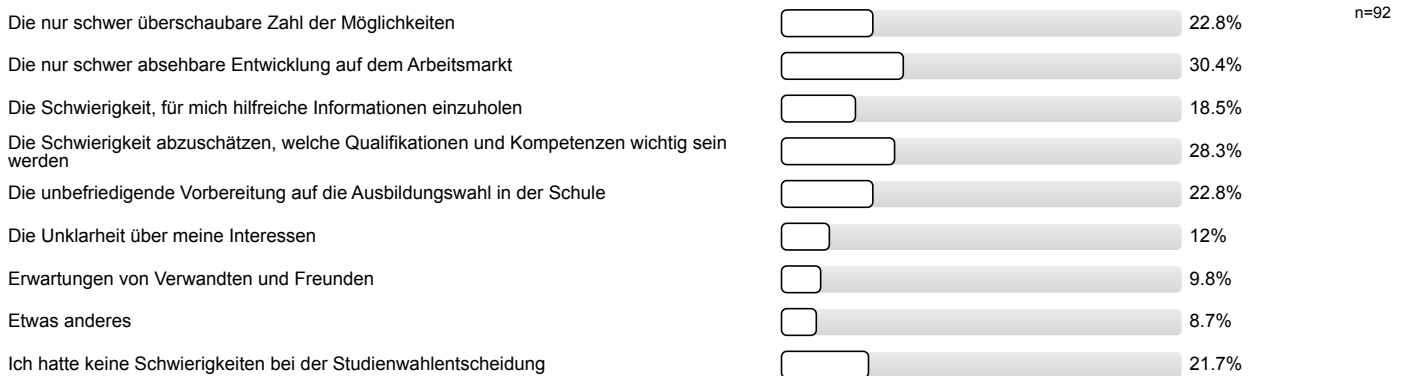 Die nur schwer überschaubare Zahl der Möglichkeiten 22.8% n=92
Die nur schwer absehbare Entwicklung auf dem Arbeitsmarkt 30.4%
Die Schwierigkeit, für mich hilfreiche Informationen einzuholen 18.5%
Die Schwierigkeit abzuschätzen, welche Qualifikationen und Kompetenzen wichtig sein
werden 28.3%
Die unbefriedigende Vorbereitung auf die Ausbildungswahl in der Schule 22.8%
Die Unklarheit über meine Interessen 12%
Erwartungen von Verwandten und Freunden 9.8%
Etwas anderes 8.7%
Ich hatte keine Schwierigkeiten bei der Studienwahlentscheidung 21.7%